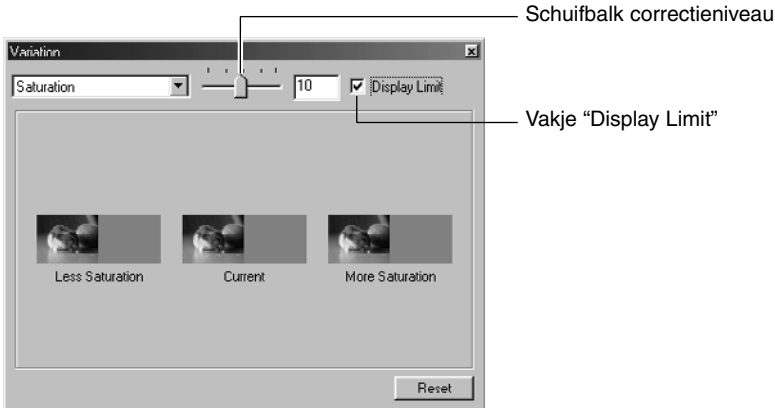 Schuifbalk correctieniveau
Variation
Saturation 10 Display Limit
Vakje “Display Limit”
Less Saturation Current More Saturation
Reset